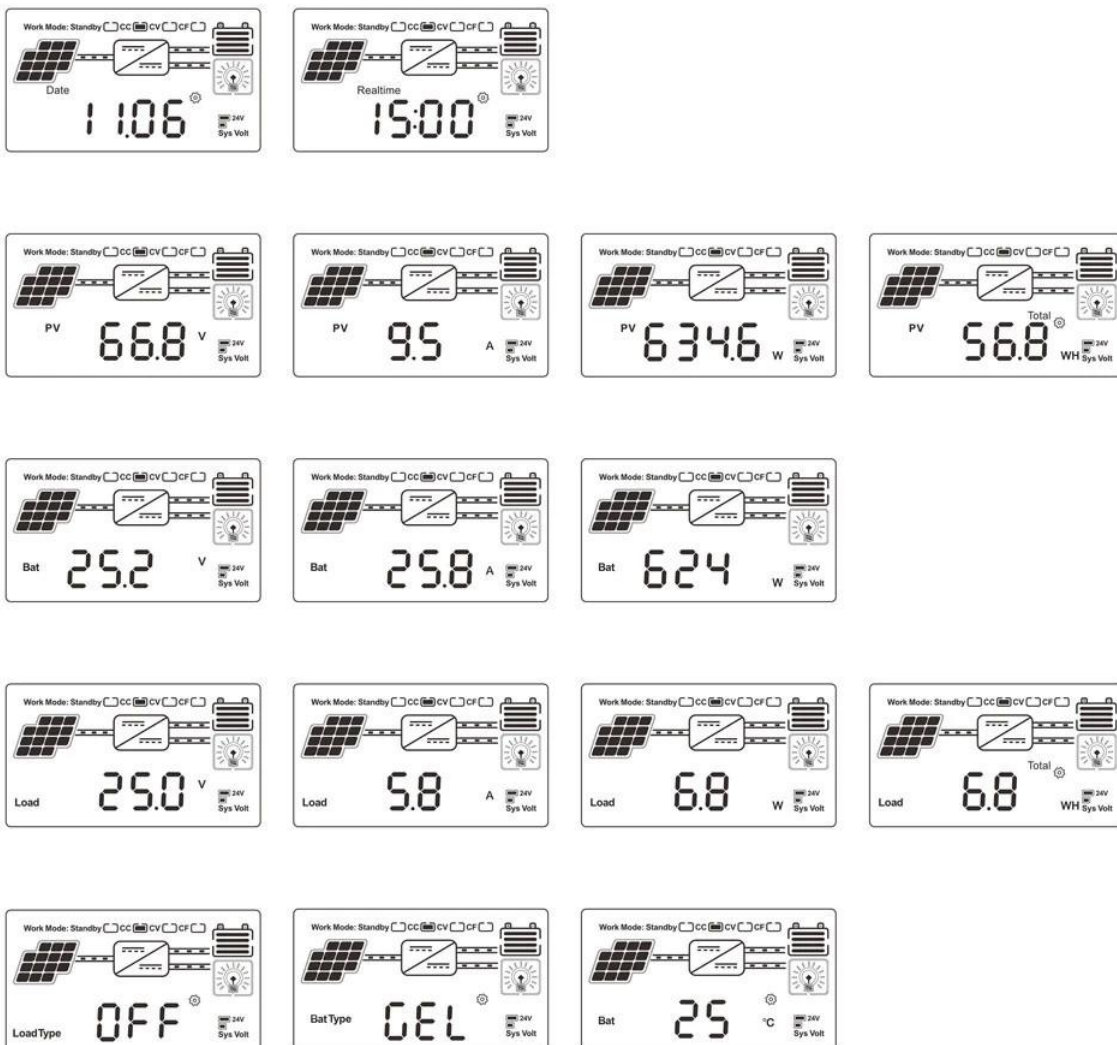 Work Mode: Standby CC CV CF
Date
11.06
24V
Sys Volt
Work Mode: Standby CC CV CF
Realtime
15:00
24V
Sys Volt
Work Mode: Standby CC CV CF
PV
66.8 V
24V
Sys Volt
Work Mode: Standby CC CV CF
PV
9.5 A
24V
Sys Volt
Work Mode: Standby CC CV CF
PV
634.6 W
24V
Sys Volt
Work Mode: Standby CC CV CF
Total
PV
56.8 WH
24V
Sys Volt
Work Mode: Standby CC CV CF
Bat 25.2 V
24V
Sys Volt
Work Mode: Standby CC CV CF
Bat 25.8 A
24V
Sys Volt
Work Mode: Standby CC CV CF
Bat 624 W
24V
Sys Volt
Work Mode: Standby CC CV CF
Load 25.0 V
24V
Sys Volt
Work Mode: Standby CC CV CF
Load 5.8 A
24V
Sys Volt
Work Mode: Standby CC CV CF
Load 6.8 W
24V
Sys Volt
Work Mode: Standby CC CV CF
Total
Load 6.8 WH
24V
Sys Volt
Work Mode: Standby CC CV CF
LoadType OFF
24V
Sys Volt
Work Mode: Standby CC CV CF
BatType GEL
24V
Sys Volt
Work Mode: Standby CC CV CF
Bat 25 °C
24V
Sys Volt